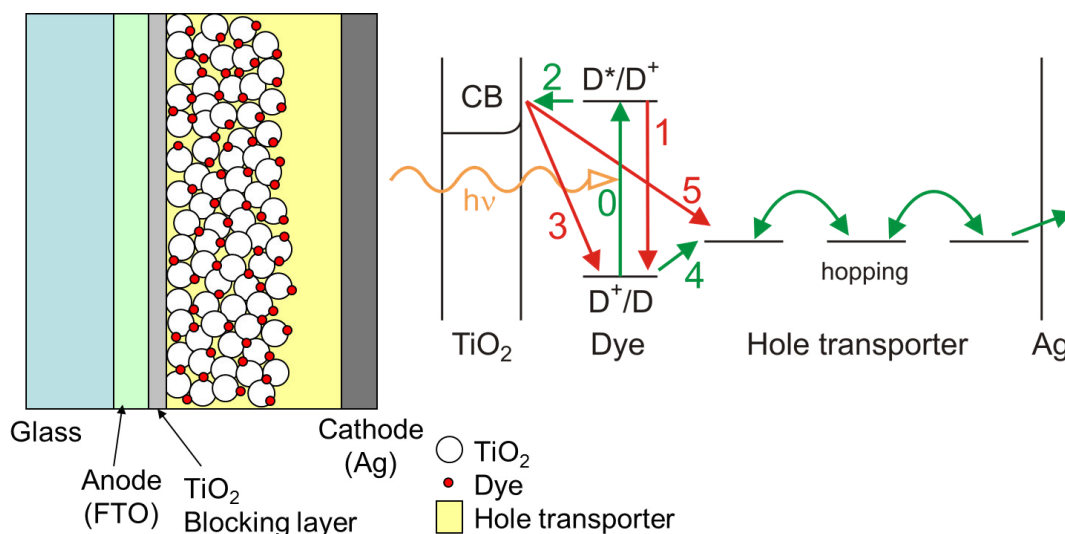 Glass
Anode
(FTO)
TiO₂
Blocking layer
Cathode
(Ag)
TiO₂
Dye
Hole transporter
CB
2
D*/D⁺
1
hν
0
3
5
4
D⁺/D
hopping
TiO₂
Dye
Hole transporter
Ag